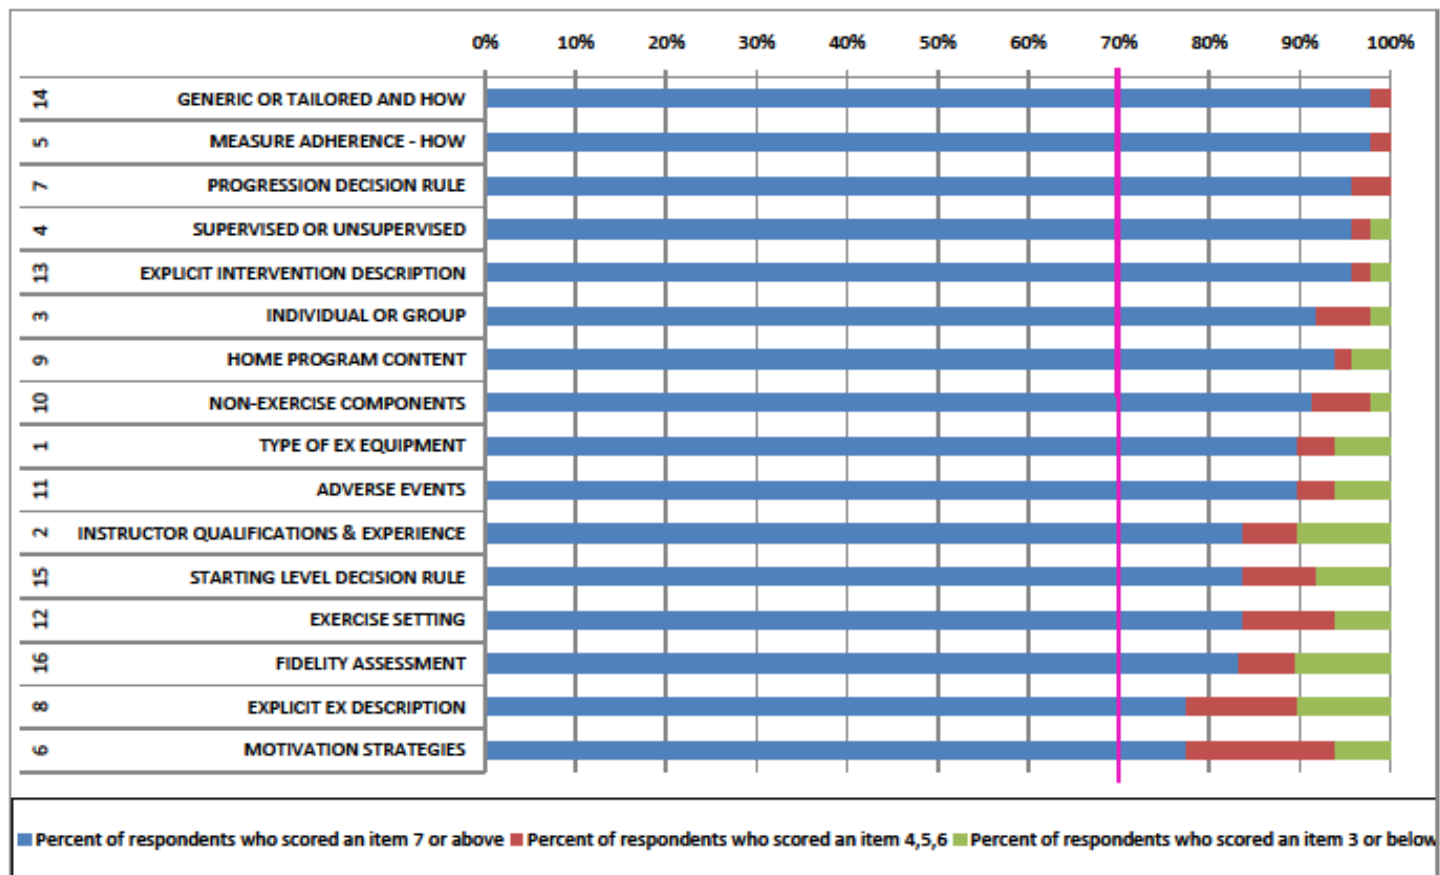 0% 10% 20% 30% 40% 50% 60% 70% 80% 90% 100%
14 GENERIC OR TAILORED AND HOW
5 MEASURE ADHERENCE - HOW
7 PROGRESSION DECISION RULE
4 SUPERVISED OR UNSUPERVISED
13 EXPLICIT INTERVENTION DESCRIPTION
3 INDIVIDUAL OR GROUP
9 HOME PROGRAM CONTENT
10 NON-EXERCISE COMPONENTS
1 TYPE OF EX EQUIPMENT
11 ADVERSE EVENTS
2 INSTRUCTOR QUALIFICATIONS & EXPERIENCE
15 STARTING LEVEL DECISION RULE
12 EXERCISE SETTING
16 FIDELITY ASSESSMENT
8 EXPLICIT EX DESCRIPTION
6 MOTIVATION STRATEGIES
Percent of respondents who scored an item 7 or above Percent of respondents who scored an item 4,5,6 Percent of respondents who scored an item 3 or below